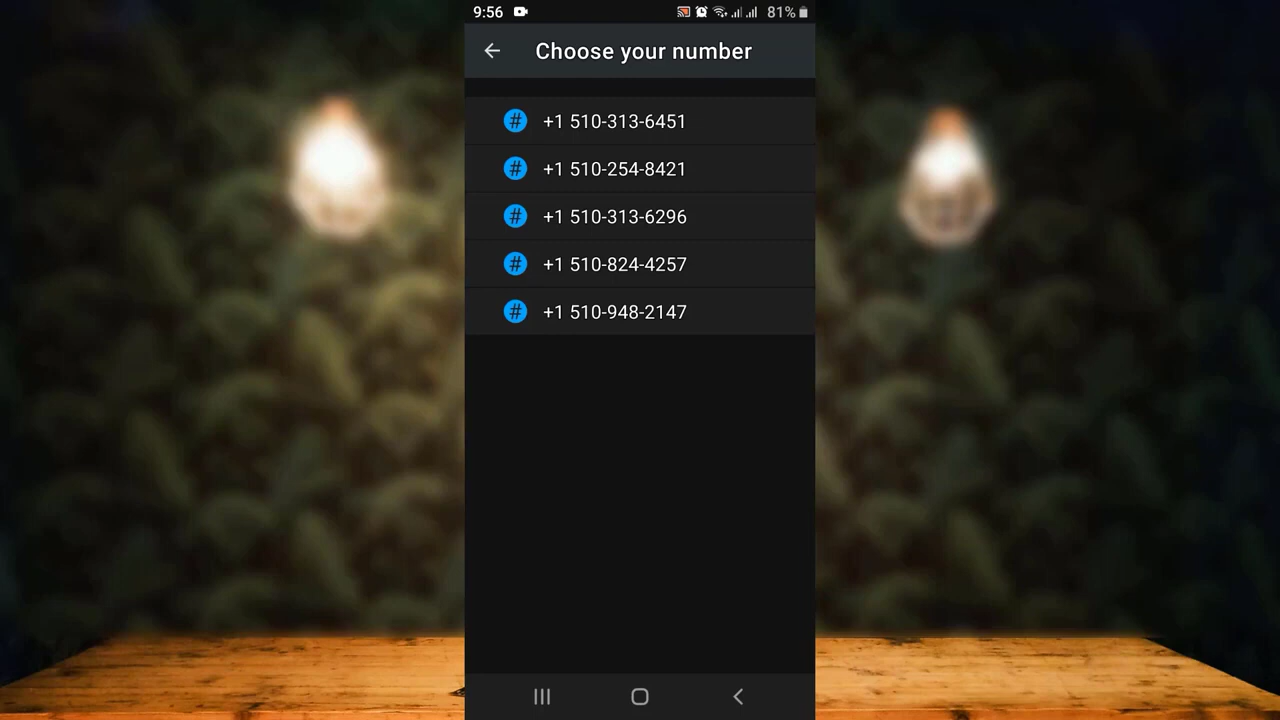 9:56 81%
Choose your number
# +1 510-313-6451
# +1 510-254-8421
# +1 510-313-6296
# +1 510-824-4257
# +1 510-948-2147